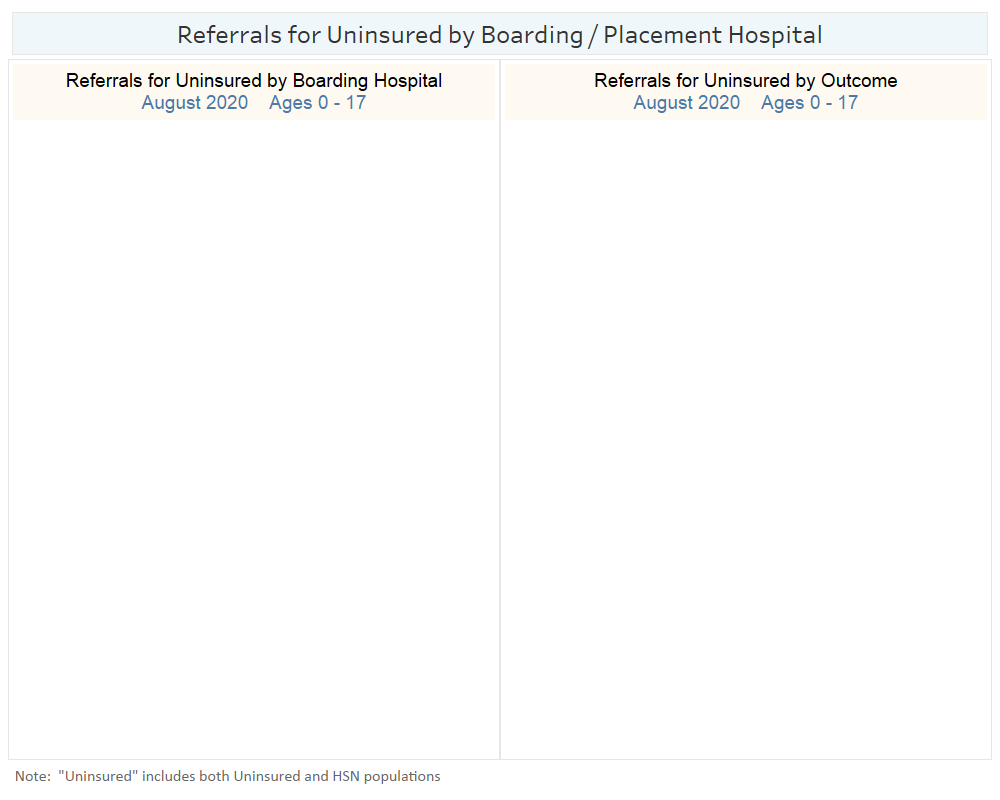 Referrals for Uninsured by Boarding / Placement Hospital
Referrals for Uninsured by Boarding Hospital
August 2020    Ages 0 - 17
Referrals for Uninsured by Outcome
August 2020    Ages 0 - 17
Note:  "Uninsured" includes both Uninsured and HSN populations